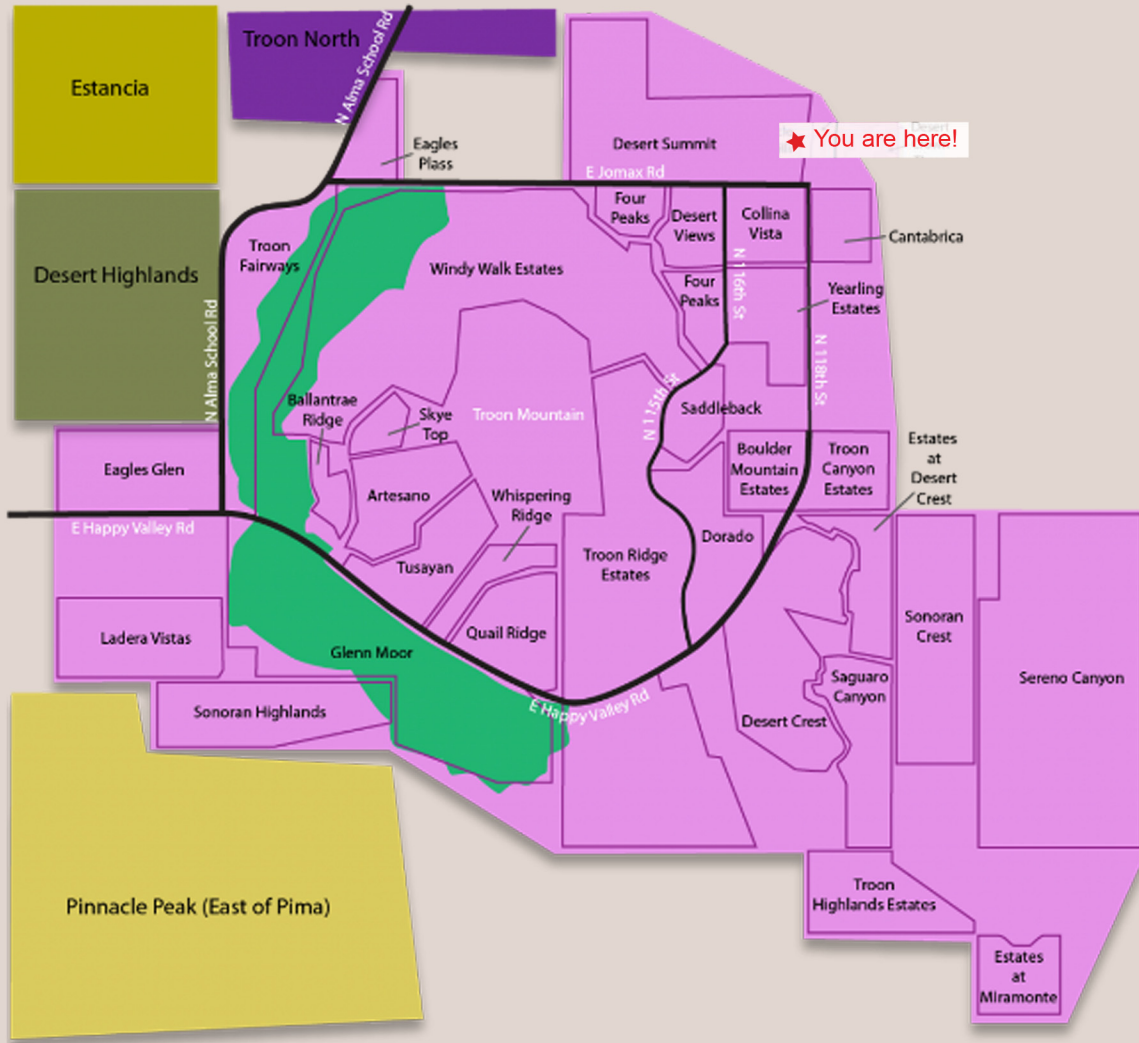 Troon North
N Alma School Rd
Estancia
Eagles
Plass
Desert Summit
You are here!
E Jomax Rd
Four
Peaks
Desert
Views
Collina
Vista
Cantabrica
Troon
Fairways
Desert Highlands
Windy Walk Estates
Four
Peaks
N 116th St
Yearling
Estates
N Alma School Rd
N 118th St
Ballantrae
Ridge
Skye
Top
Troon Mountain
N 115th St
Saddleback
Eagles Glen
Boulder
Mountain
Estates
Troon
Canyon
Estates
Estates
at
Desert
Crest
Artesano
Whispering
Ridge
E Happy Valley Rd
Dorado
Troon Ridge
Estates
Tusayan
Ladera Vistas
Glenn Moor
Quail Ridge
Sonoran
Crest
Sereno Canyon
Saguaro
Canyon
Sonoran Highlands
E Happy Valley Rd
Desert Crest
Pinnacle Peak (East of Pima)
Troon
Highlands Estates
Estates
at
Miramonte